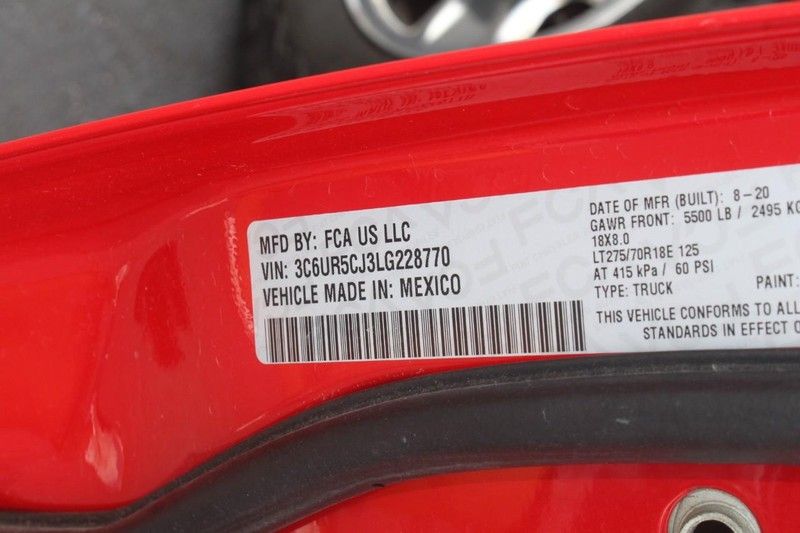 MFD BY: FCA US LLC
VIN: 3C6UR5CJ3LG228770
VEHICLE MADE IN: MEXICO
DATE OF MFR (BUILT): 8-20
GAWR FRONT: 5500 LB / 2495 KG
18X8.0
LT275/70R18E 125
AT 415 kPa / 60 PSI
TYPE: TRUCK PAINT:
THIS VEHICLE CONFORMS TO ALL
STANDARDS IN EFFECT